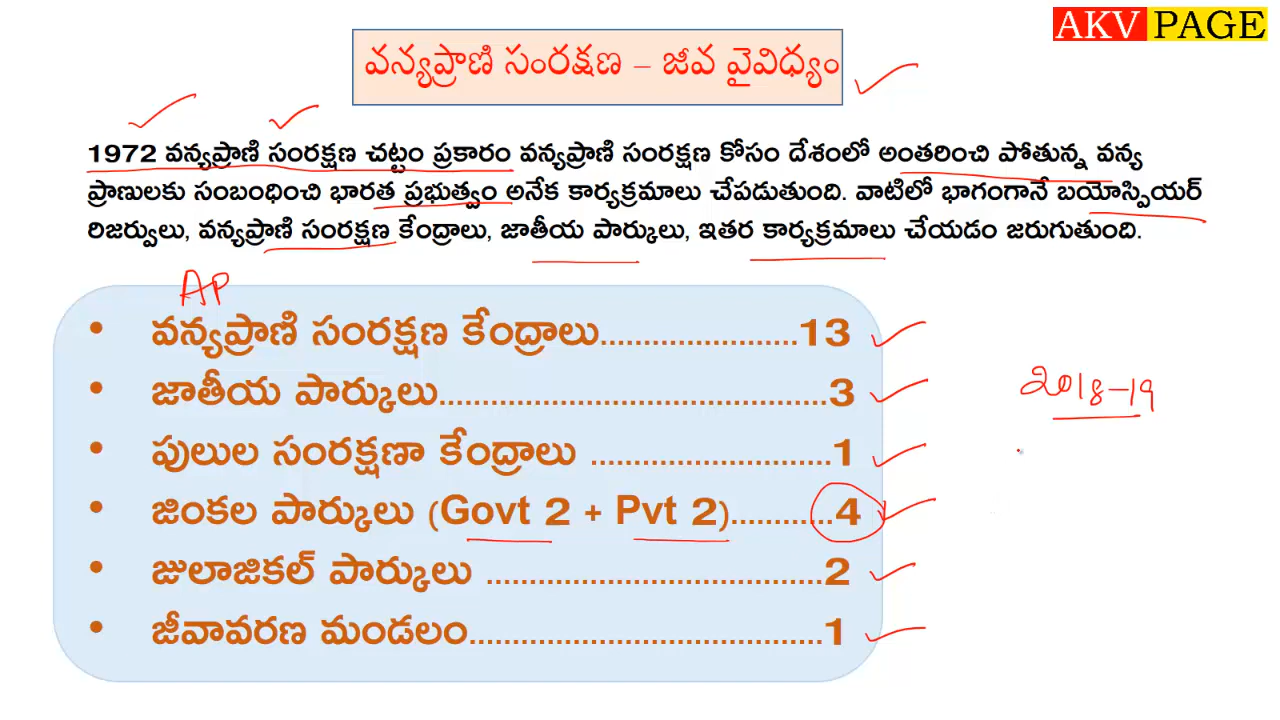 AKV PAGE
వన్యప్రాణి సంరక్షణ – జీవ వైవిధ్యం
1972 వన్యప్రాణి సంరక్షణ చట్టం ప్రకారం వన్యప్రాణి సంరక్షణ కోసం దేశంలో అంతరించి పోతున్న వన్య
ప్రాణులకు సంబంధించి భారత ప్రభుత్వం అనేక కార్యక్రమాలు చేపడుతుంది. వాటిలో భాగంగానే బయోస్పియర్
రిజర్వులు, వన్యప్రాణి సంరక్షణ కేంద్రాలు, జాతీయ పార్కులు, ఇతర కార్యక్రమాలు చేయడం జరుగుతుంది.
AP
• వన్యప్రాణి సంరక్షణ కేంద్రాలు......................13
• జాతీయ పార్కులు............................................3
• పులుల సంరక్షణా కేంద్రాలు ...........................1
• జింకల పార్కులు (Govt 2 + Pvt 2)............4
• జులాజికల్ పార్కులు ......................................2
• జీవావరణ మండలం........................................1
2018-19